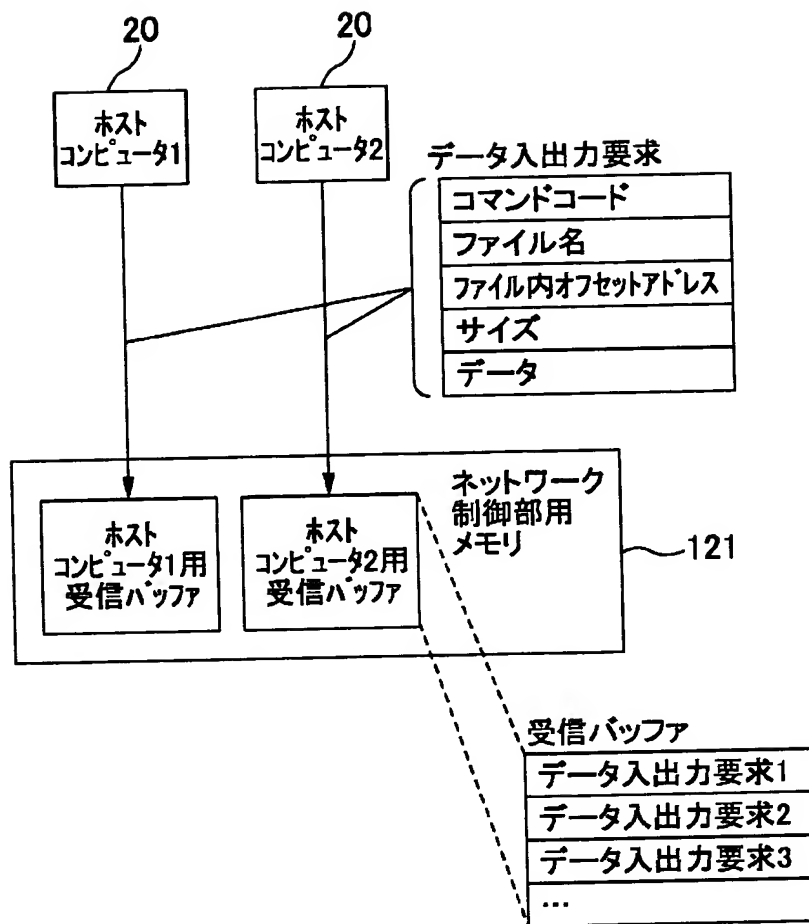 20
20
ホスト
コンピュータ1
ホスト
コンピュータ2
データ入出力要求
コマンドコード
ファイル名
ファイル内オフセットアドレス
サイズ
データ
ネットワーク
制御部用
メモリ
ホスト
コンピュータ1用
受信バッファ
ホスト
コンピュータ2用
受信バッファ
121
受信バッファ
データ入出力要求1
データ入出力要求2
データ入出力要求3
…